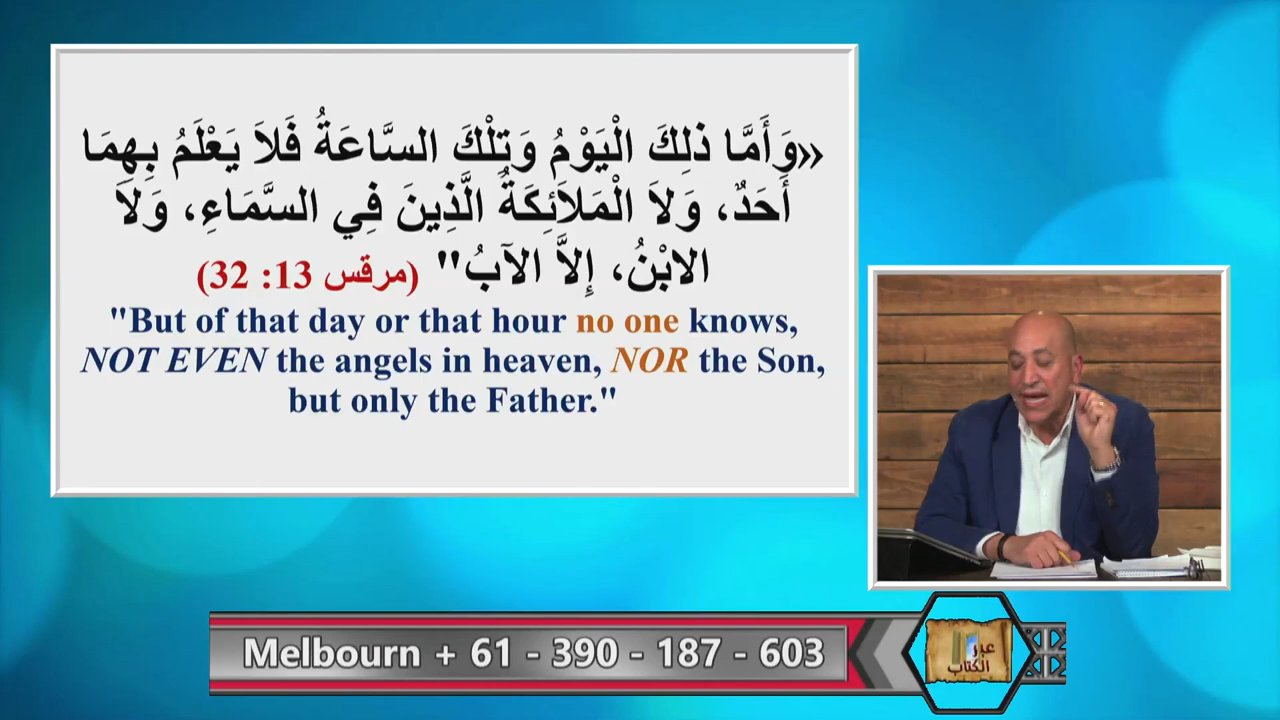 «وَأَمَّا ذلِكَ الْيَوْمُ وَتِلْكَ السَّاعَةُ فَلاَ يَعْلَمُ بِهِمَا
أَحَدٌ، وَلاَ الْمَلاَئِكَةُ الَّذِينَ فِي السَّمَاءِ، وَلاَ
الابْنُ، إِلاَّ الآبُ" (مرقس 13: 32)
"But of that day or that hour no one knows,
NOT EVEN the angels in heaven, NOR the Son,
but only the Father."
Melbourn + 61 - 390 - 187 - 603
عبر
الكتاب